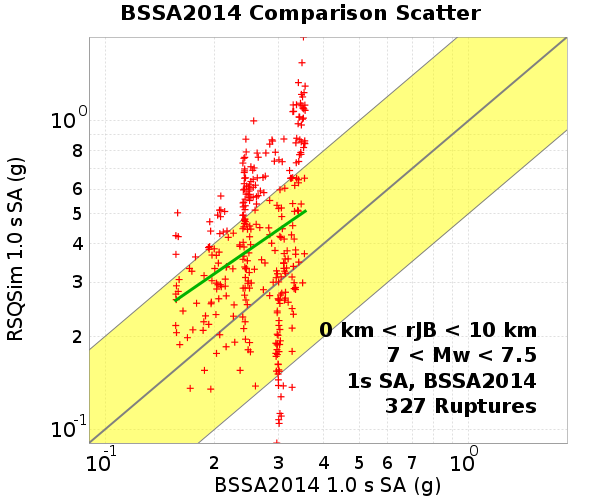 BSSA2014 Comparison Scatter
RSQSim 1.0 s SA (g)
10⁰
8
6
5
4
3
2
10⁻¹
0 km < rJB < 10 km
7 < Mw < 7.5
1s SA, BSSA2014
327 Ruptures
10⁻¹ 2 3 4 5 6 7 10⁰
BSSA2014 1.0 s SA (g)